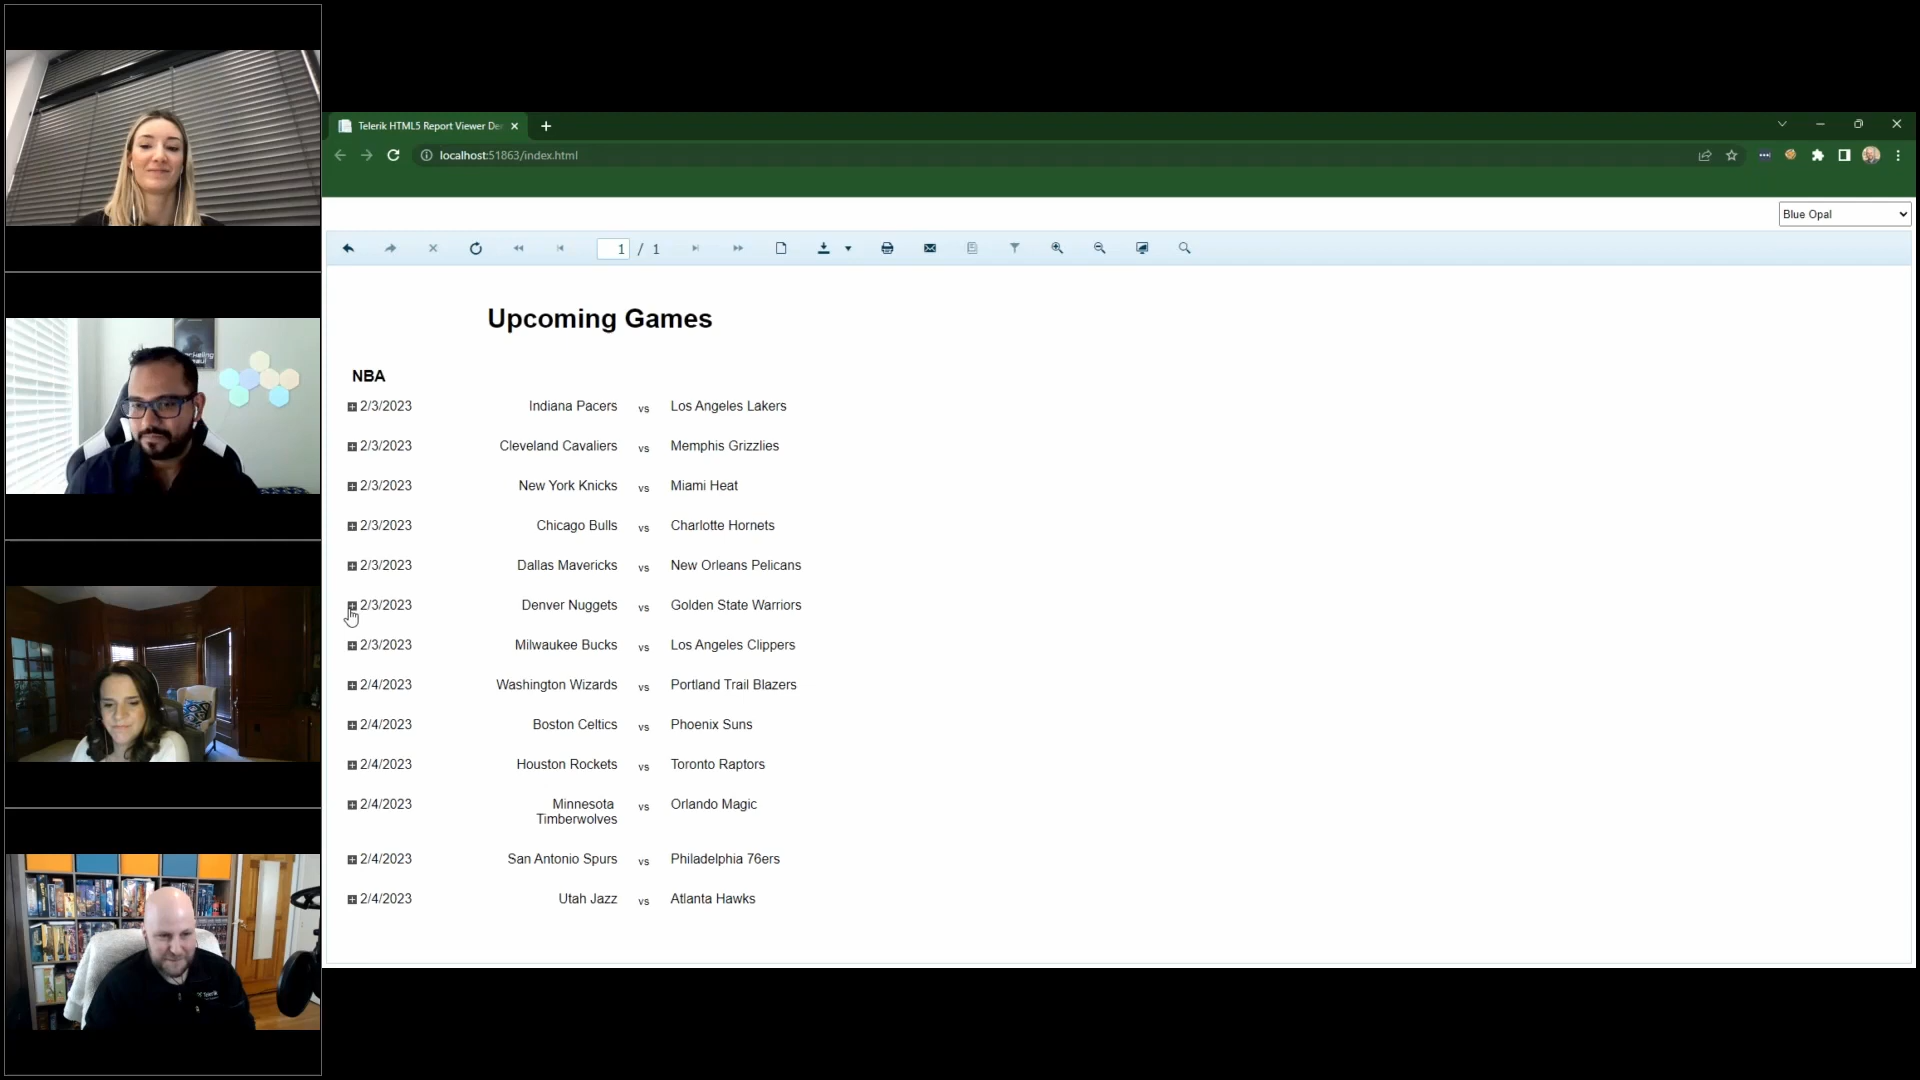 Telerik HTML5 Report Viewer De
localhost:51863/index.html
Blue Opal
1 / 1
Upcoming Games
NBA
2/3/2023 Indiana Pacers vs Los Angeles Lakers
2/3/2023 Cleveland Cavaliers vs Memphis Grizzlies
2/3/2023 New York Knicks vs Miami Heat
2/3/2023 Chicago Bulls vs Charlotte Hornets
2/3/2023 Dallas Mavericks vs New Orleans Pelicans
2/3/2023 Denver Nuggets vs Golden State Warriors
2/3/2023 Milwaukee Bucks vs Los Angeles Clippers
2/4/2023 Washington Wizards vs Portland Trail Blazers
2/4/2023 Boston Celtics vs Phoenix Suns
2/4/2023 Houston Rockets vs Toronto Raptors
2/4/2023 Minnesota vs Orlando Magic
Timberwolves
2/4/2023 San Antonio Spurs vs Philadelphia 76ers
2/4/2023 Utah Jazz vs Atlanta Hawks
Telerik